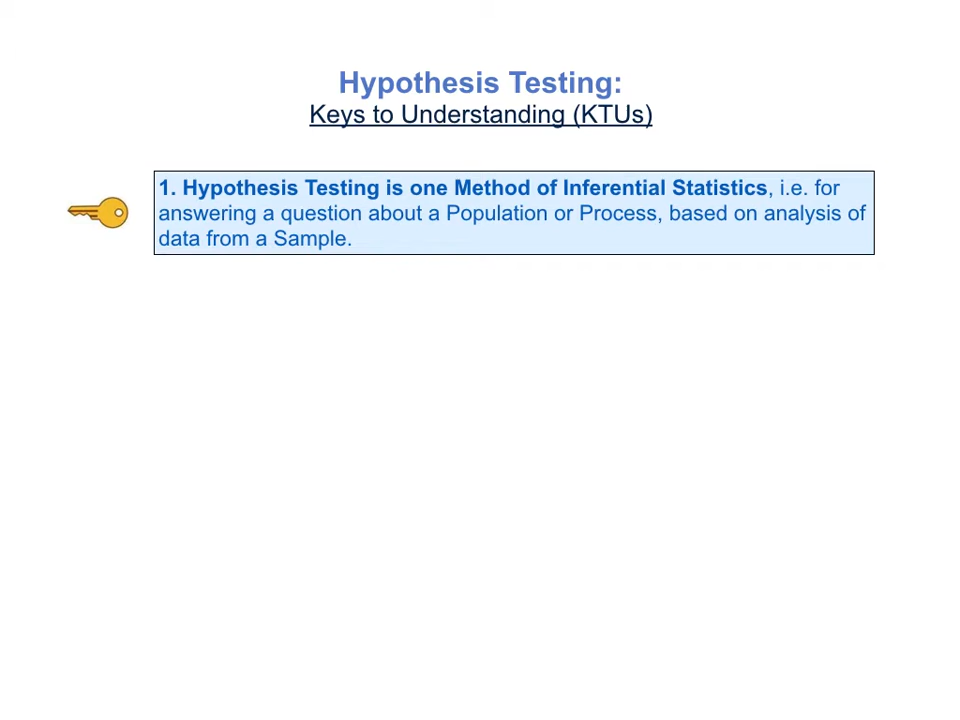 Hypothesis Testing:
Keys to Understanding (KTUs)
1. Hypothesis Testing is one Method of Inferential Statistics, i.e. for
answering a question about a Population or Process, based on analysis of
data from a Sample.